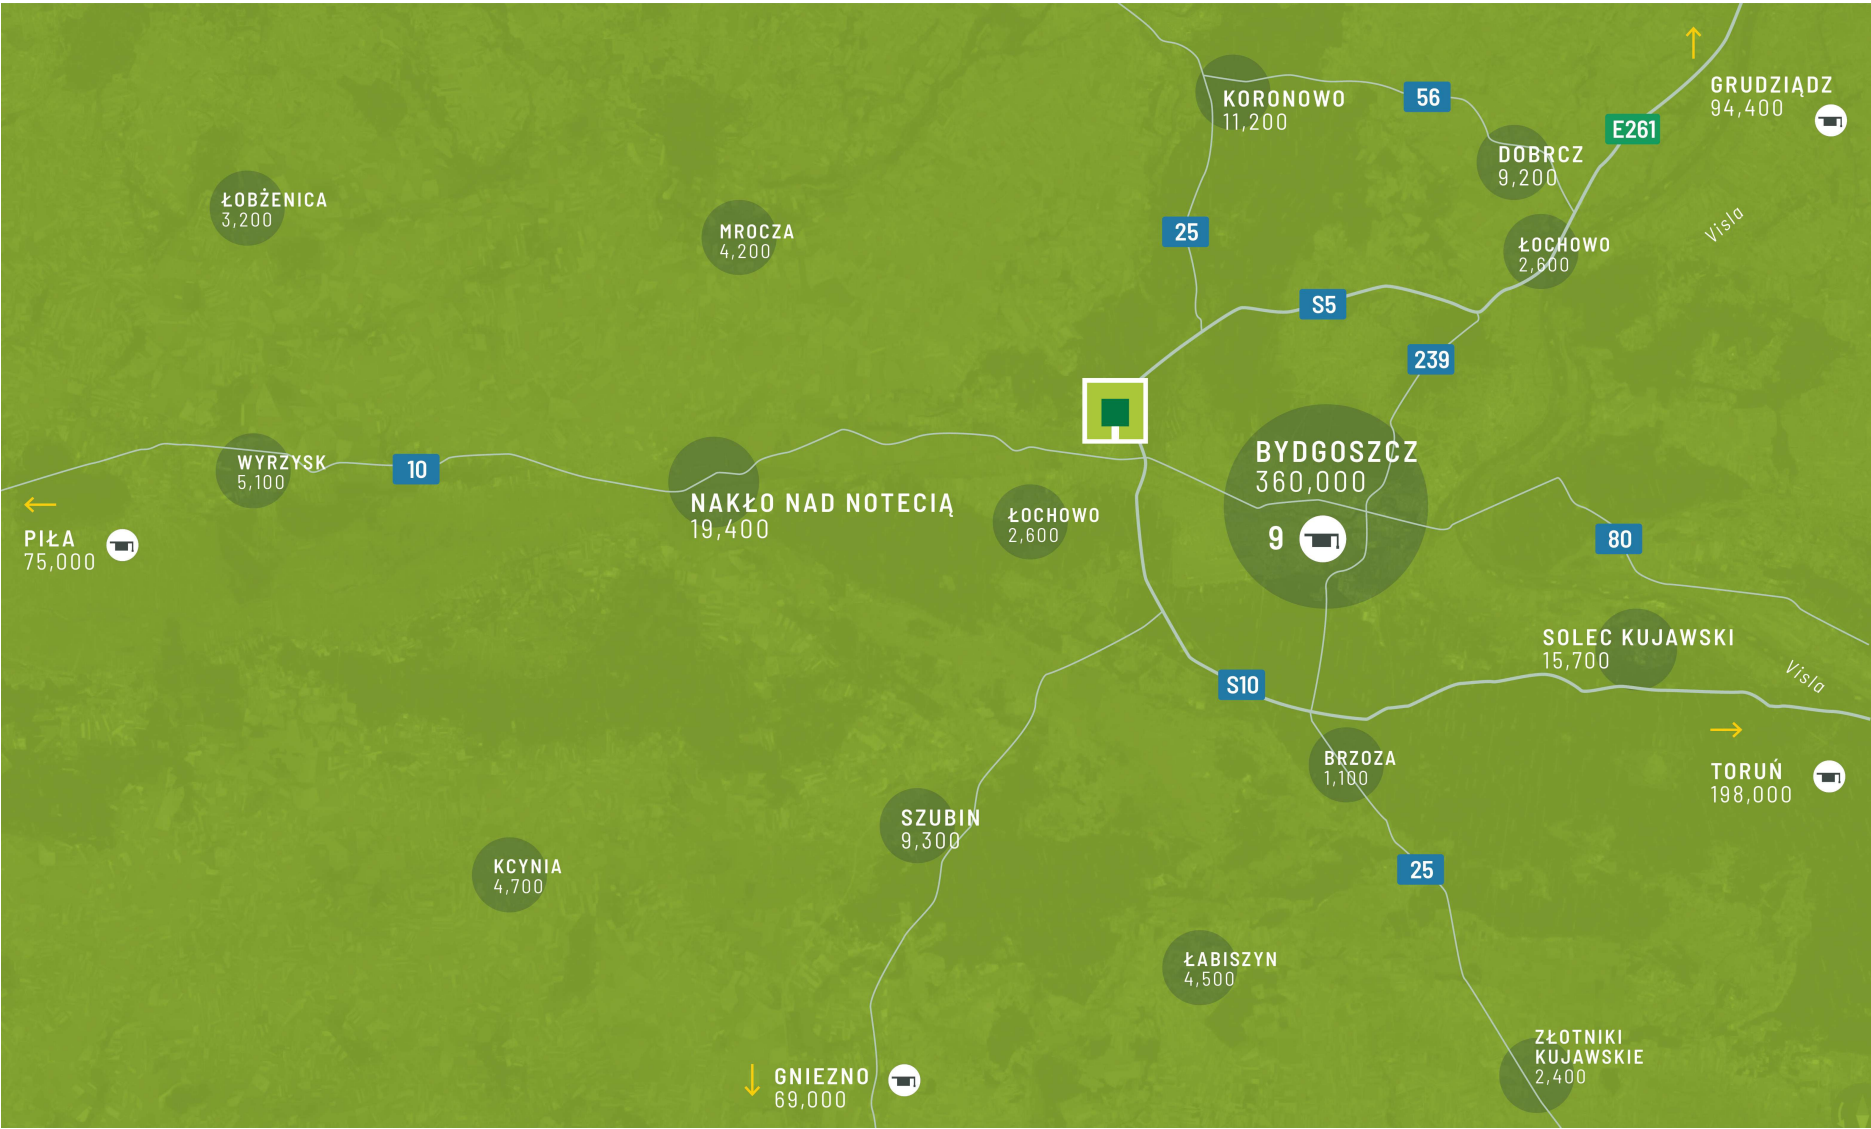 GRUDZIĄDZ
94,400
KORONOWO
11,200
56
E261
DOBRCZ
9,200
ŁOBŻENICA
3,200
MROCZA
4,200
25
Visla
ŁOCHOWO
2,600
S5
239
BYDGOSZCZ
360,000
9
WYRZYSK
5,100
10
NAKŁO NAD NOTECIĄ
19,400
ŁOCHOWO
2,600
PIŁA
75,000
80
SOLEC KUJAWSKI
15,700
Visla
S10
BRZOZA
1,100
TORUŃ
198,000
SZUBIN
9,300
KCYNIA
4,700
25
ŁABISZYN
4,500
ZŁOTNIKI
KUJAWSKIE
2,400
GNIEZNO
69,000